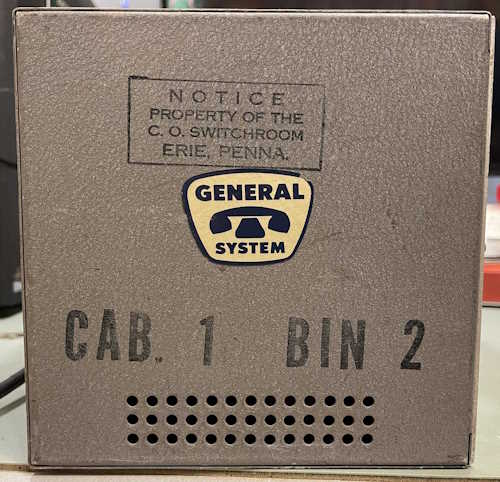 NOTICE
PROPERTY OF THE
C. O. SWITCHROOM
ERIE, PENNA.
GENERAL
SYSTEM
CAB. 1 BIN 2